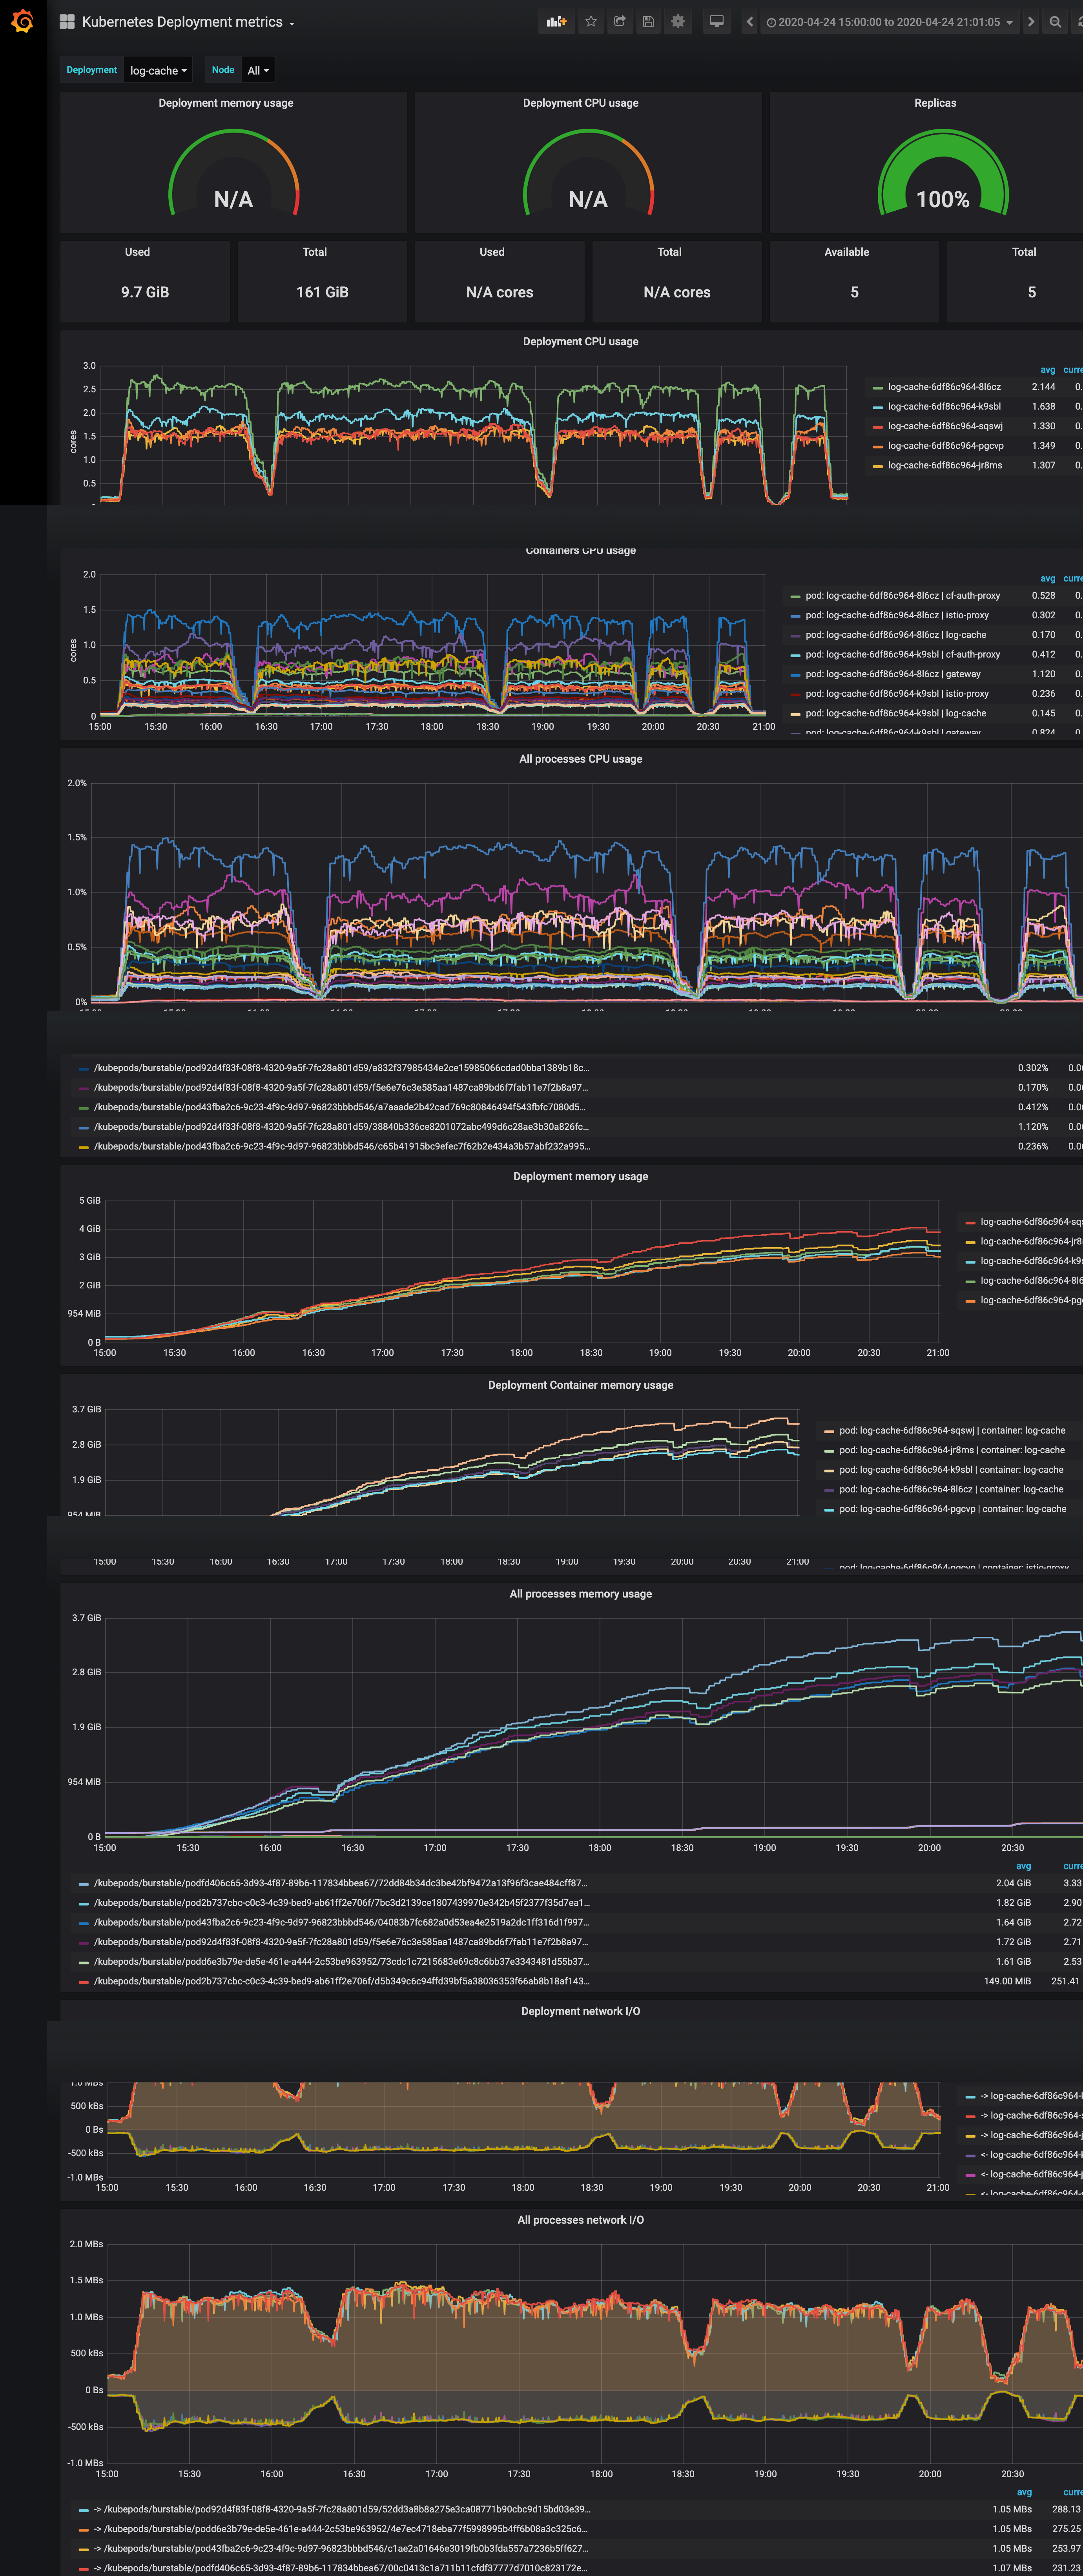 Kubernetes Deployment metrics
2020-04-24 15:00:00 to 2020-04-24 21:01:05
Deployment log-cache Node All
Deployment memory usage Deployment CPU usage Replicas
N/A N/A 100%
Used Total Used Total Available Total
9.7 GiB 161 GiB N/A cores N/A cores 5 5
Deployment CPU usage
cores
3.0
2.5
2.0
1.5
1.0
0.5
avg
log-cache-6df86c964-8l6cz 2.144
log-cache-6df86c964-k9sbl 1.638
log-cache-6df86c964-sqswj 1.330
log-cache-6df86c964-pgcvp 1.349
log-cache-6df86c964-jr8ms 1.307
Containers CPU usage
cores
2.0
1.5
1.0
0.5
0
15:00 15:30 16:00 16:30 17:00 17:30 18:00 18:30 19:00 19:30 20:00 20:30 21:00
avg
pod: log-cache-6df86c964-8l6cz | cf-auth-proxy 0.528
pod: log-cache-6df86c964-8l6cz | istio-proxy 0.302
pod: log-cache-6df86c964-8l6cz | log-cache 0.170
pod: log-cache-6df86c964-k9sbl | cf-auth-proxy 0.412
pod: log-cache-6df86c964-8l6cz | gateway 1.120
pod: log-cache-6df86c964-k9sbl | istio-proxy 0.236
pod: log-cache-6df86c964-k9sbl | log-cache 0.145
pod: log-cache-6df86c964-k9sbl | gateway 0.824
All processes CPU usage
2.0%
1.5%
1.0%
0.5%
0%
/kubepods/burstable/pod92d4f83f-08f8-4320-9a5f-7fc28a801d59/a832f37985434e2ce15985066cdad0bba1389b18c... 0.302%
/kubepods/burstable/pod92d4f83f-08f8-4320-9a5f-7fc28a801d59/f5e6e76c3e585aa1487ca89bd6f7fab11e7f2b8a97... 0.170%
/kubepods/burstable/pod43fba2c6-9c23-4f9c-9d97-96823bbbd546/a7aaade2b42cad769c80846494f543fbfc7080d5... 0.412%
/kubepods/burstable/pod92d4f83f-08f8-4320-9a5f-7fc28a801d59/38840b336ce8201072abc499d6c28ae3b30a826fc... 1.120%
/kubepods/burstable/pod43fba2c6-9c23-4f9c-9d97-96823bbbd546/c65b41915bc9efec7f62b2e434a3b57abf232a995... 0.236%
Deployment memory usage
5 GiB
4 GiB
3 GiB
2 GiB
954 MiB
0 B
15:00 15:30 16:00 16:30 17:00 17:30 18:00 18:30 19:00 19:30 20:00 20:30 21:00
log-cache-6df86c964-sqs
log-cache-6df86c964-jr8
log-cache-6df86c964-k9s
log-cache-6df86c964-8l6
log-cache-6df86c964-pg
Deployment Container memory usage
3.7 GiB
2.8 GiB
1.9 GiB
954 MiB
pod: log-cache-6df86c964-sqswj | container: log-cache
pod: log-cache-6df86c964-jr8ms | container: log-cache
pod: log-cache-6df86c964-k9sbl | container: log-cache
pod: log-cache-6df86c964-8l6cz | container: log-cache
pod: log-cache-6df86c964-pgcvp | container: log-cache
15:00 15:30 16:00 16:30 17:00 17:30 18:00 18:30 19:00 19:30 20:00 20:30 21:00
pod: log-cache-6df86c964-pgcvp | container: istio-proxy
All processes memory usage
3.7 GiB
2.8 GiB
1.9 GiB
954 MiB
0 B
15:00 15:30 16:00 16:30 17:00 17:30 18:00 18:30 19:00 19:30 20:00 20:30
avg
/kubepods/burstable/podfd406c65-3d93-4f87-89b6-117834bbea67/72dd84b34dc3be42bf9472a13f96f3cae484cff87... 2.04 GiB 3.33
/kubepods/burstable/pod2b737cbc-c0c3-4c39-bed9-ab61ff2e706f/7bc3d2139ce1807439970e342b45f2377f35d7ea1... 1.82 GiB 2.90
/kubepods/burstable/pod43fba2c6-9c23-4f9c-9d97-96823bbbd546/04083b7fc682a0d53ea4e2519a2dc1ff316d1f997... 1.64 GiB 2.72
/kubepods/burstable/pod92d4f83f-08f8-4320-9a5f-7fc28a801d59/f5e6e76c3e585aa1487ca89bd6f7fab11e7f2b8a97... 1.72 GiB 2.71
/kubepods/burstable/podd6e3b79e-de5e-461e-a444-2c53be963952/73cdc1c7215683e69c8c6bb37e3343481d55b37... 1.61 GiB 2.53
/kubepods/burstable/pod2b737cbc-c0c3-4c39-bed9-ab61ff2e706f/d5b349c6c94ffd39bf5a38036353f66ab8b18af143... 149.00 MiB 251.41
Deployment network I/O
1.0 MBs
500 kBs
0 Bs
-500 kBs
-1.0 MBs
15:00 15:30 16:00 16:30 17:00 17:30 18:00 18:30 19:00 19:30 20:00 20:30 21:00
-> log-cache-6df86c964-
-> log-cache-6df86c964-
-> log-cache-6df86c964-j
<- log-cache-6df86c964-
<- log-cache-6df86c964-j
<- log-cache-6df86c964-
All processes network I/O
2.0 MBs
1.5 MBs
1.0 MBs
500 kBs
0 Bs
-500 kBs
-1.0 MBs
15:00 15:30 16:00 16:30 17:00 17:30 18:00 18:30 19:00 19:30 20:00 20:30
avg
-> /kubepods/burstable/pod92d4f83f-08f8-4320-9a5f-7fc28a801d59/52dd3a8b8a275e3ca08771b90cbc9d15bd03e39... 1.05 MBs 288.13
-> /kubepods/burstable/podd6e3b79e-de5e-461e-a444-2c53be963952/4e7ec4718eba77f5998995b4ff6b08a3c325c6... 1.05 MBs 275.25
-> /kubepods/burstable/pod43fba2c6-9c23-4f9c-9d97-96823bbbd546/c1ae2a01646e3019fb0b3fda557a7236b5ff627... 1.05 MBs 253.97
-> /kubepods/burstable/podfd406c65-3d93-4f87-89b6-117834bbea67/00c0413c1a711b11cfdf37777d7010c823172e... 1.07 MBs 231.23